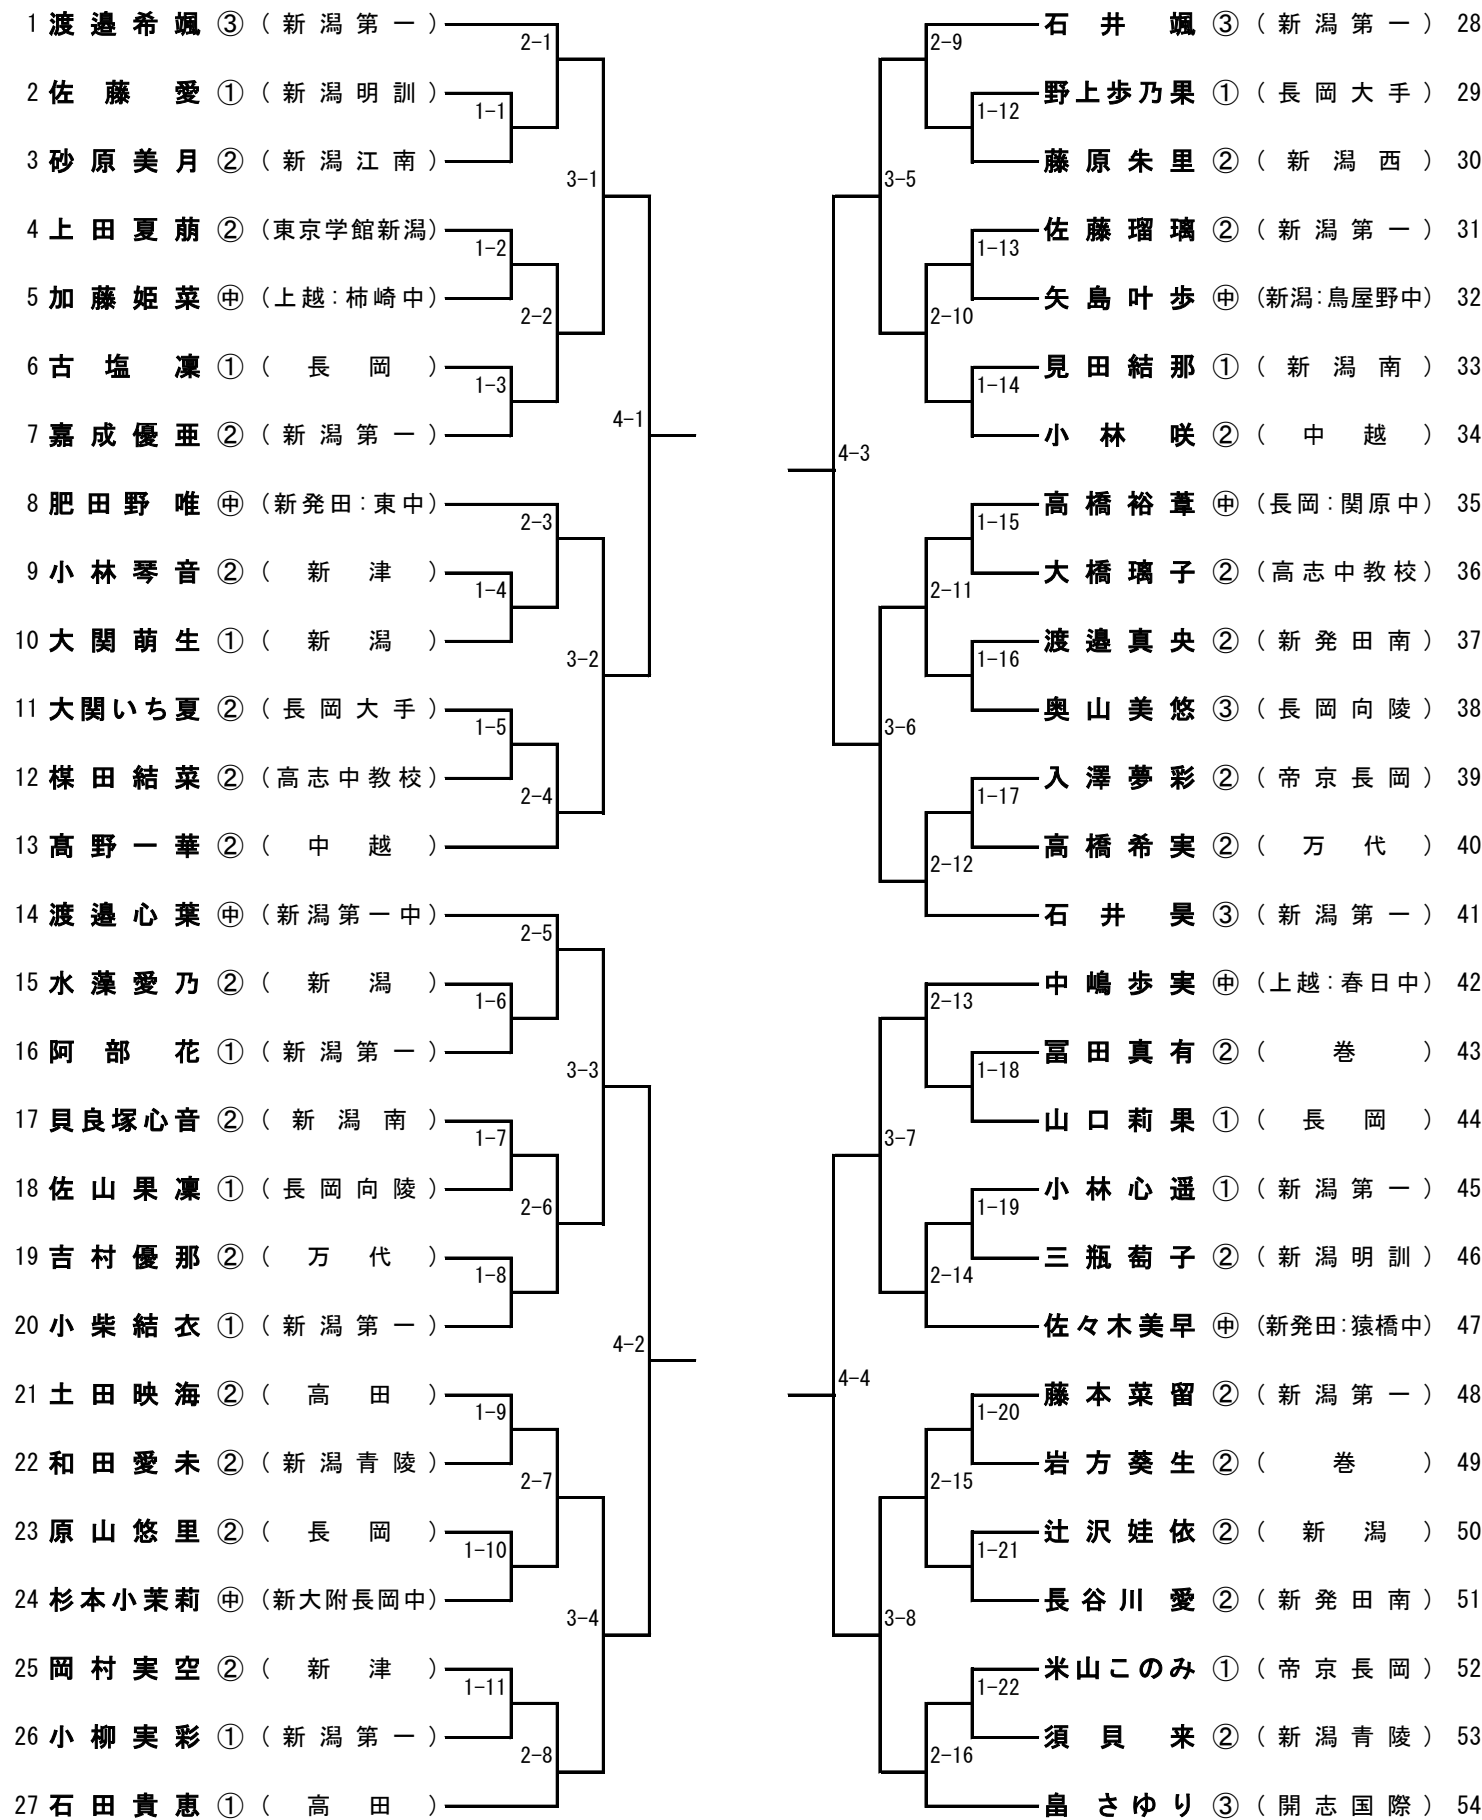 1 渡邉希颯 ③ (新潟第一)
2-1
2 佐藤愛 ① (新潟明訓)
1-1
3 砂原美月 ② (新潟江南)
3-1
4 上田夏萠 ② (東京学館新潟)
1-2
5 加藤姫菜 ㊥ (上越:柿崎中)
2-2
6 古塩凜 ① (長岡)
1-3
7 嘉成優亜 ② (新潟第一)
4-1
8 肥田野唯 ㊥ (新発田:東中)
2-3
9 小林琴音 ② (新津)
1-4
10 大関萌生 ① (新潟)
3-2
11 大関いち夏 ② (長岡大手)
1-5
12 楳田結菜 ② (高志中教校)
2-4
13 髙野一華 ② (中越)
14 渡邉心葉 ㊥ (新潟第一中)
2-5
15 水藻愛乃 ② (新潟)
1-6
16 阿部花 ① (新潟第一)
3-3
17 貝良塚心音 ② (新潟南)
1-7
18 佐山果凜 ① (長岡向陵)
2-6
19 吉村優那 ② (万代)
1-8
20 小柴結衣 ① (新潟第一)
4-2
21 土田映海 ② (高田)
1-9
22 和田愛未 ② (新潟青陵)
2-7
23 原山悠里 ② (長岡)
1-10
24 杉本小茉莉 ㊥ (新大附長岡中)
3-4
25 岡村実空 ② (新津)
1-11
26 小柳実彩 ① (新潟第一)
2-8
27 石田貴恵 ① (高田)
石井颯 ③ (新潟第一) 28
2-9
野上歩乃果 ① (長岡大手) 29
1-12
藤原朱里 ② (新潟西) 30
3-5
佐藤瑠璃 ② (新潟第一) 31
1-13
矢島叶歩 ㊥ (新潟:鳥屋野中) 32
2-10
見田結那 ① (新潟南) 33
1-14
小林咲 ② (中越) 34
4-3
高橋裕葦 ㊥ (長岡:関原中) 35
1-15
大橋璃子 ② (高志中教校) 36
2-11
渡邉真央 ② (新発田南) 37
1-16
奥山美悠 ③ (長岡向陵) 38
3-6
入澤夢彩 ② (帝京長岡) 39
1-17
高橋希実 ② (万代) 40
2-12
石井昊 ③ (新潟第一) 41
中嶋歩実 ㊥ (上越:春日中) 42
2-13
冨田真有 ② (巻) 43
1-18
山口莉果 ① (長岡) 44
3-7
小林心遥 ① (新潟第一) 45
1-19
三瓶萄子 ② (新潟明訓) 46
2-14
佐々木美早 ㊥ (新発田:猿橋中) 47
4-4
藤本菜留 ② (新潟第一) 48
1-20
岩方葵生 ② (巻) 49
2-15
辻沢娃依 ② (新潟) 50
1-21
長谷川愛 ② (新発田南) 51
3-8
米山このみ ① (帝京長岡) 52
1-22
須貝来 ② (新潟青陵) 53
2-16
畠さゆり ③ (開志国際) 54